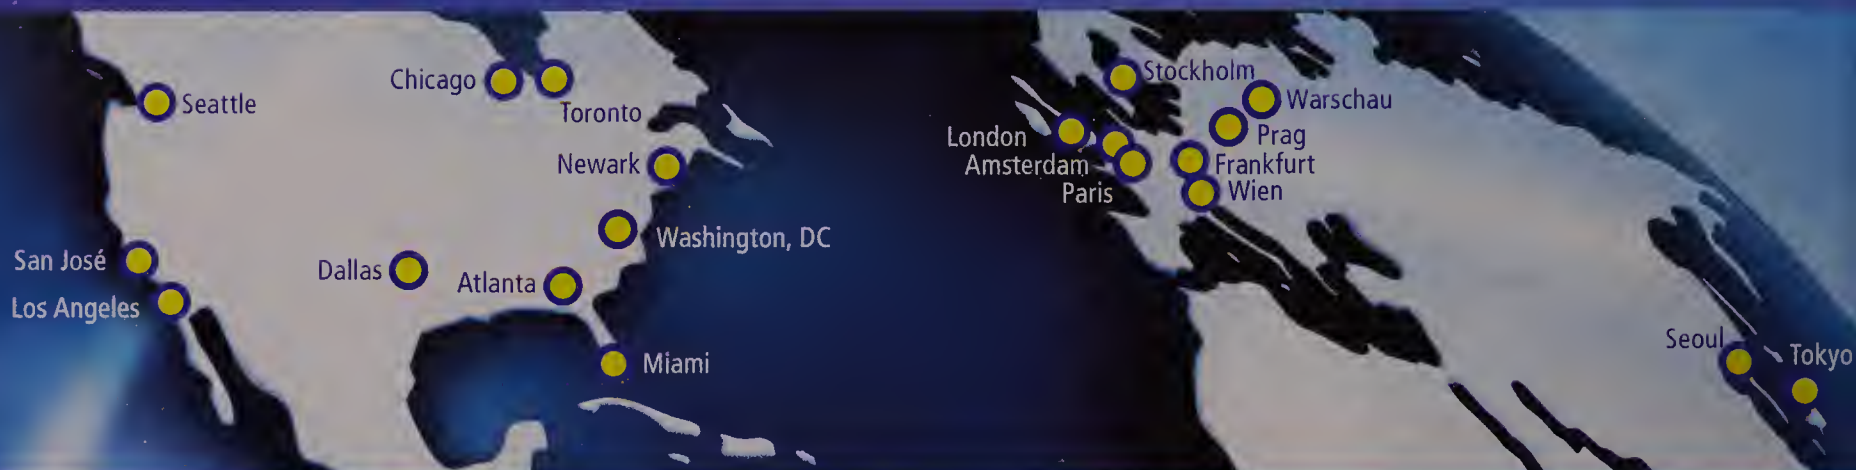 Seattle
Chicago
Toronto
Newark
Washington, DC
San José
Los Angeles
Dallas
Atlanta
Miami
Stockholm
Warschau
London
Prag
Amsterdam
Frankfurt
Paris
Wien
Seoul
Tokyo